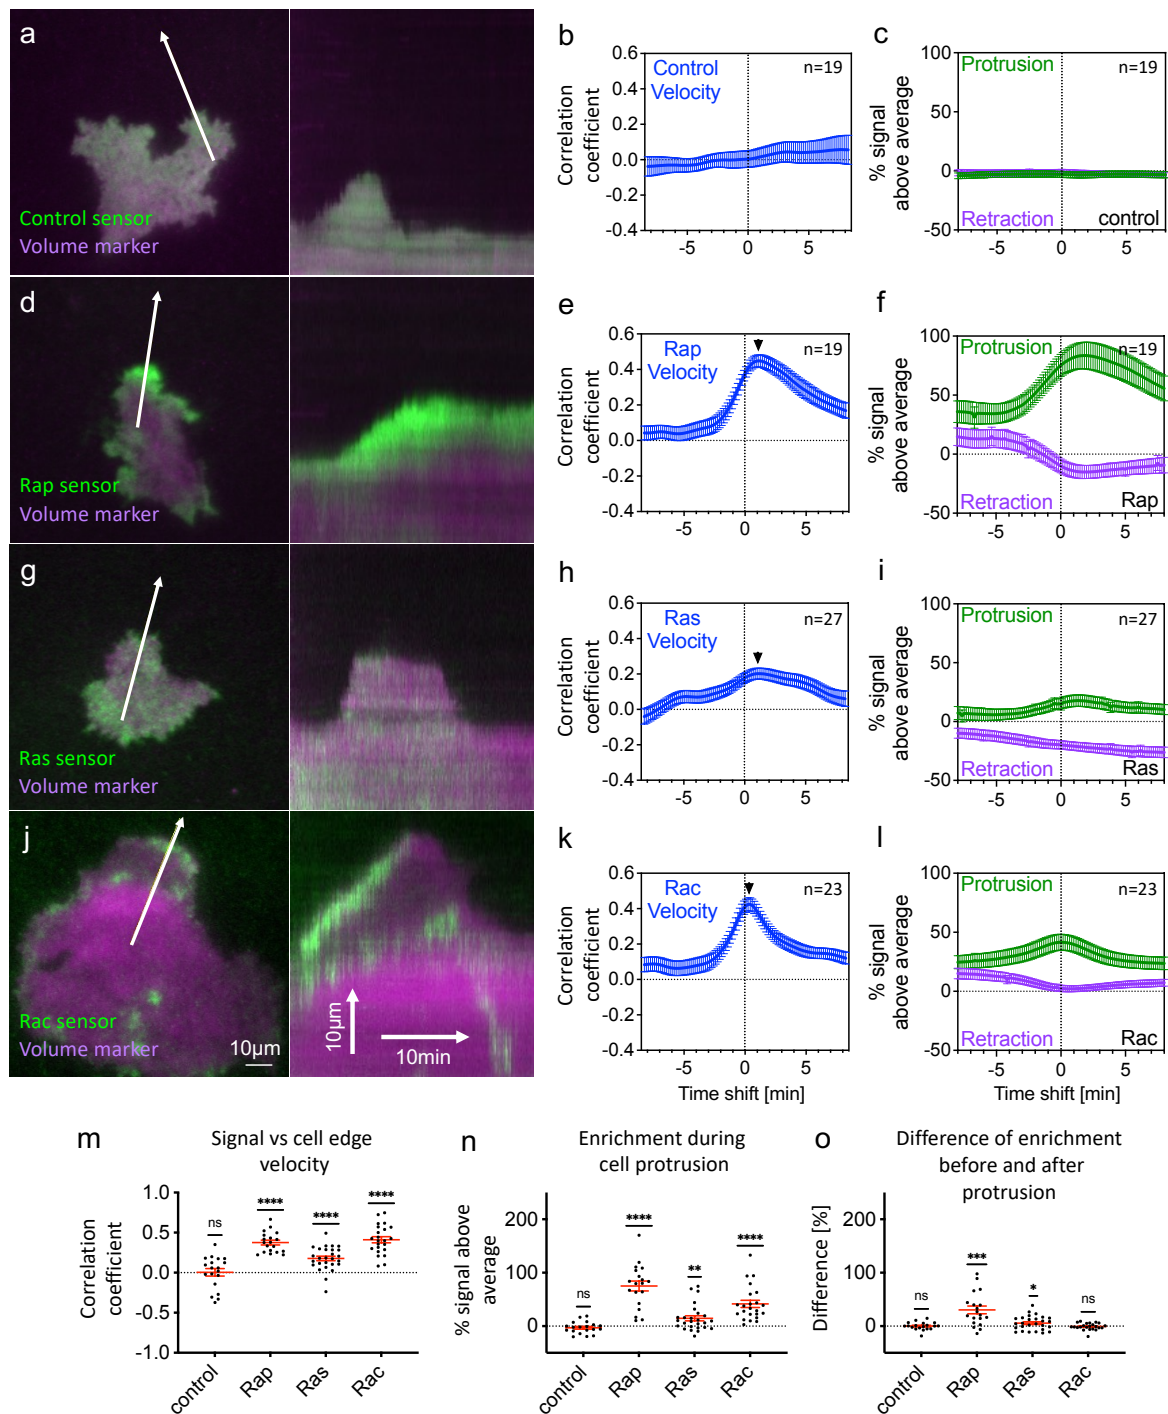 a
Control sensor
Volume marker
b
0.6
0.4
0.2
0.0
-0.2
-0.4
Correlation
coefficient
Control
Velocity
n=19
-5
0
5
c
100
50
0
-50
% signal
above average
Protrusion
n=19
Retraction
control
-5
0
5
d
Rap sensor
Volume marker
e
0.6
0.4
0.2
0.0
-0.2
-0.4
Correlation
coefficient
Rap
Velocity
n=19
-5
0
5
f
100
50
0
-50
% signal
above average
Protrusion
n=19
Retraction
Rap
-5
0
5
g
Ras sensor
Volume marker
h
0.6
0.4
0.2
0.0
-0.2
-0.4
Correlation
coefficient
Ras
Velocity
n=27
-5
0
5
i
100
50
0
-50
% signal
above average
Protrusion
n=27
Retraction
Ras
-5
0
5
j
Rac sensor
Volume marker
10µm
10µm
10min
k
0.6
0.4
0.2
0.0
-0.2
-0.4
Correlation
coefficient
Rac
Velocity
n=23
-5
0
5
Time shift [min]
l
100
50
0
-50
% signal
above average
Protrusion
n=23
Retraction
Rac
-5
0
5
Time shift [min]
m
Signal vs cell edge
velocity
1.0
0.5
0.0
-0.5
-1.0
Correlation
coefficient
ns
****
****
****
control
Rap
Ras
Rac
n
Enrichment during
cell protrusion
200
100
0
% signal above
average
ns
****
**
****
control
Rap
Ras
Rac
o
Difference of enrichment
before and after
protrusion
200
100
0
Difference [%]
ns
***
*
ns
control
Rap
Ras
Rac